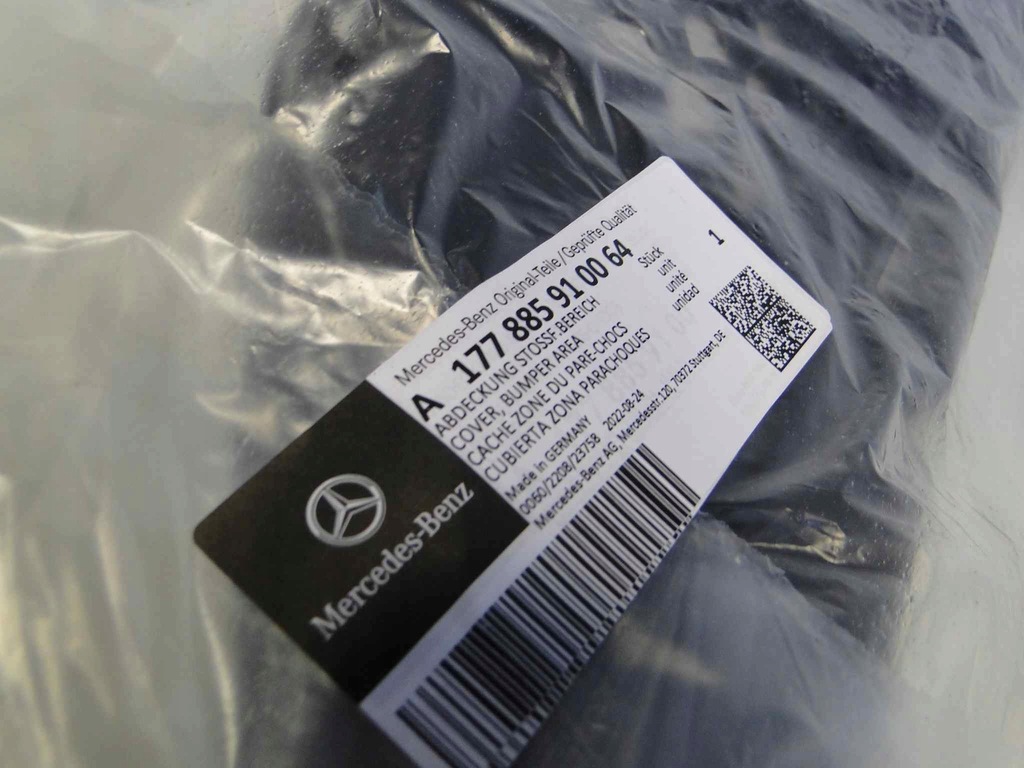 Mercedes-Benz Original-Teile/Geprüfte Qualität
A 177 885 91 00 64
ABDECKUNG STOSSF BEREICH
COVER, BUMPER AREA
CACHE ZONE DU PARE-CHOCS
CUBIERTA ZONA PARACHOQUES
Stück
unit
unité
unidad
1
Made in GERMANY
0060/2208/23758 2022-08-24
Mercedes-Benz AG, Mercedesstr.120, 70372 Stuttgart, DE
Mercedes-Benz